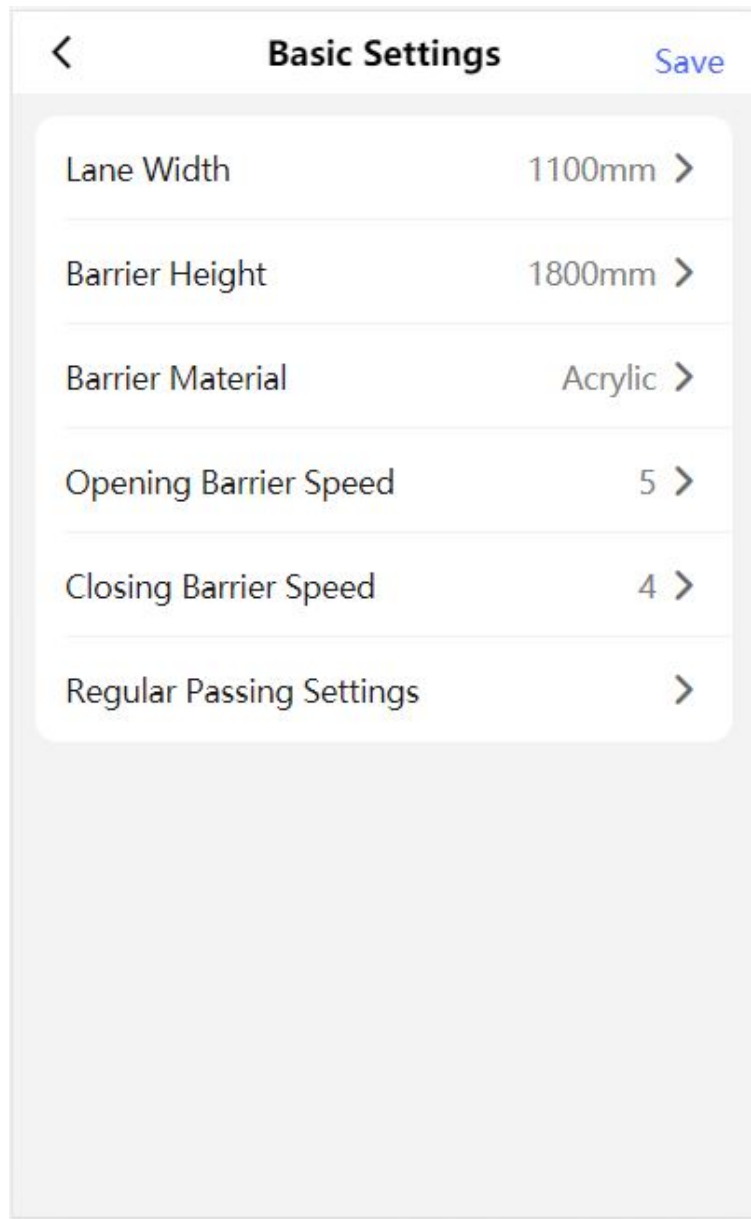 Basic Settings
Save
Lane Width 1100mm
Barrier Height 1800mm
Barrier Material Acrylic
Opening Barrier Speed 5
Closing Barrier Speed 4
Regular Passing Settings